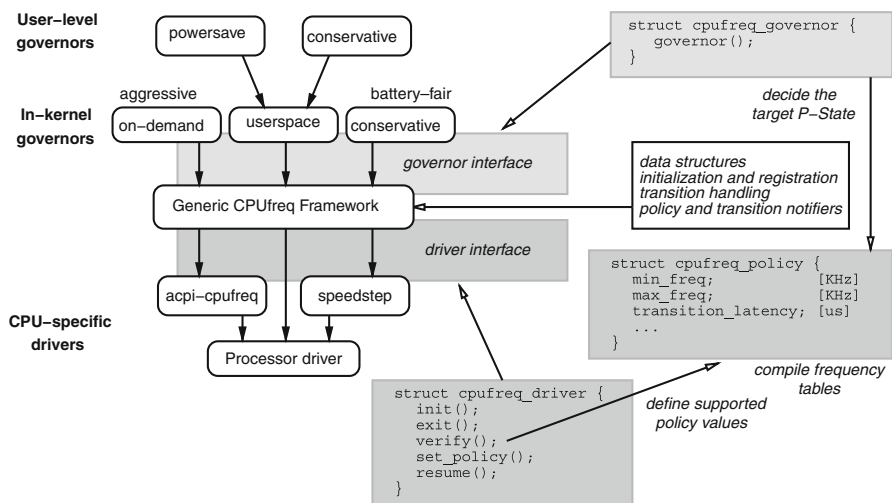 User-level
governors
powersave
conservative
aggressive
battery-fair
In-kernel
governors
on-demand
userspace
conservative
governor interface
Generic CPUfreq Framework
driver interface
acpi-cpufreq
speedstep
CPU-specific
drivers
Processor driver
struct cpufreq_governor {
governor();
}
decide the
target P-State
data structures
initialization and registration
transition handling
policy and transition notifiers
struct cpufreq_policy {
min_freq; [KHz]
max_freq; [KHz]
transition_latency; [us]
...
}
compile frequency
tables
struct cpufreq_driver {
init();
exit();
verify();
set_policy();
resume();
}
define supported
policy values